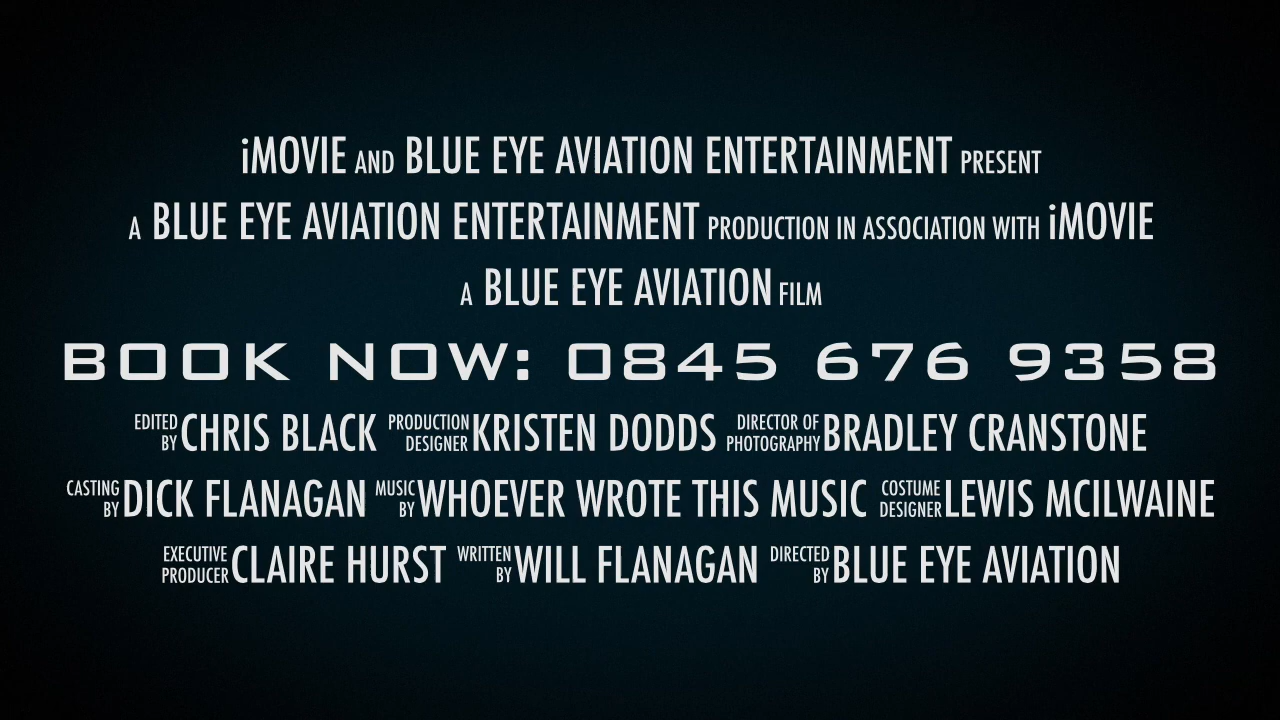 iMOVIE AND BLUE EYE AVIATION ENTERTAINMENT PRESENT
A BLUE EYE AVIATION ENTERTAINMENT PRODUCTION IN ASSOCIATION WITH iMOVIE
A BLUE EYE AVIATION FILM
BOOK NOW: 0845 676 9358
EDITED BY CHRIS BLACK PRODUCTION DESIGNER KRISTEN DODDS DIRECTOR OF PHOTOGRAPHY BRADLEY CRANSTONE
CASTING BY DICK FLANAGAN MUSIC BY WHOEVER WROTE THIS MUSIC COSTUME DESIGNER LEWIS MCILWAINE
EXECUTIVE PRODUCER CLAIRE HURST WRITTEN BY WILL FLANAGAN DIRECTED BY BLUE EYE AVIATION